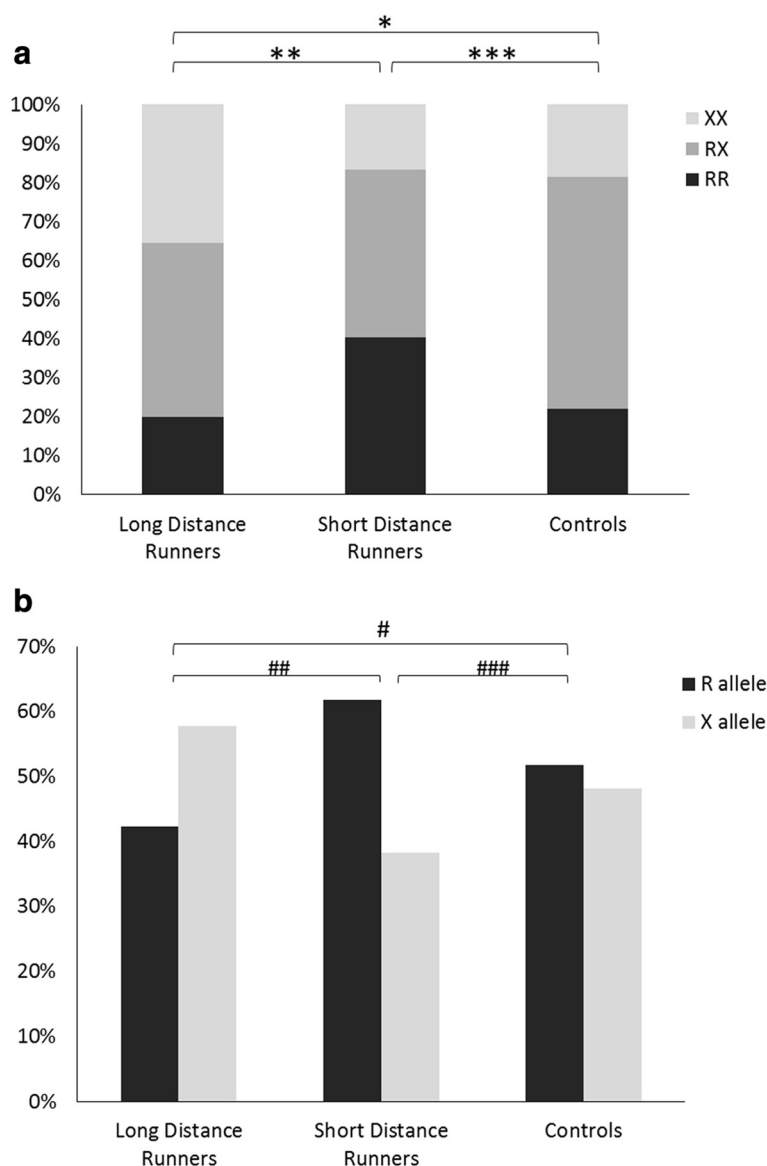 *
a
** ***
100%
90%
80%
70%
60%
50%
40%
30%
20%
10%
0%
XX
RX
RR
Long Distance Runners
Short Distance Runners
Controls
b
#
## ###
70%
60%
50%
40%
30%
20%
10%
0%
R allele
X allele
Long Distance Runners
Short Distance Runners
Controls